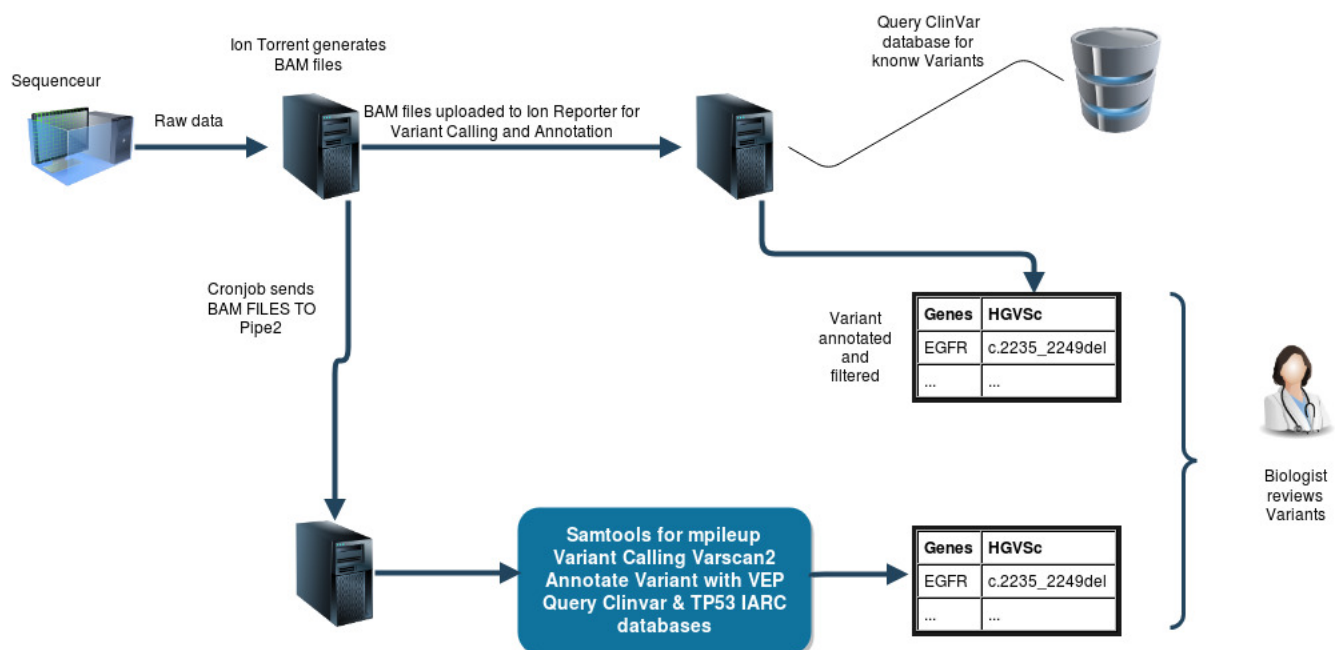 Sequenceur
Raw data
Ion Torrent generates
BAM files
BAM files uploaded to Ion Reporter for
Variant Calling and Annotation
Query ClinVar
database for
knonw Variants
Cronjob sends
BAM FILES TO
Pipe2
Variant
annotated
and
filtered
Genes HGVSc
EGFR c.2235_2249del
... ...
Samtools for mpileup
Variant Calling Varscan2
Annotate Variant with VEP
Query Clinvar & TP53 IARC
databases
Genes HGVSc
EGFR c.2235_2249del
... ...
Biologist
reviews
Variants